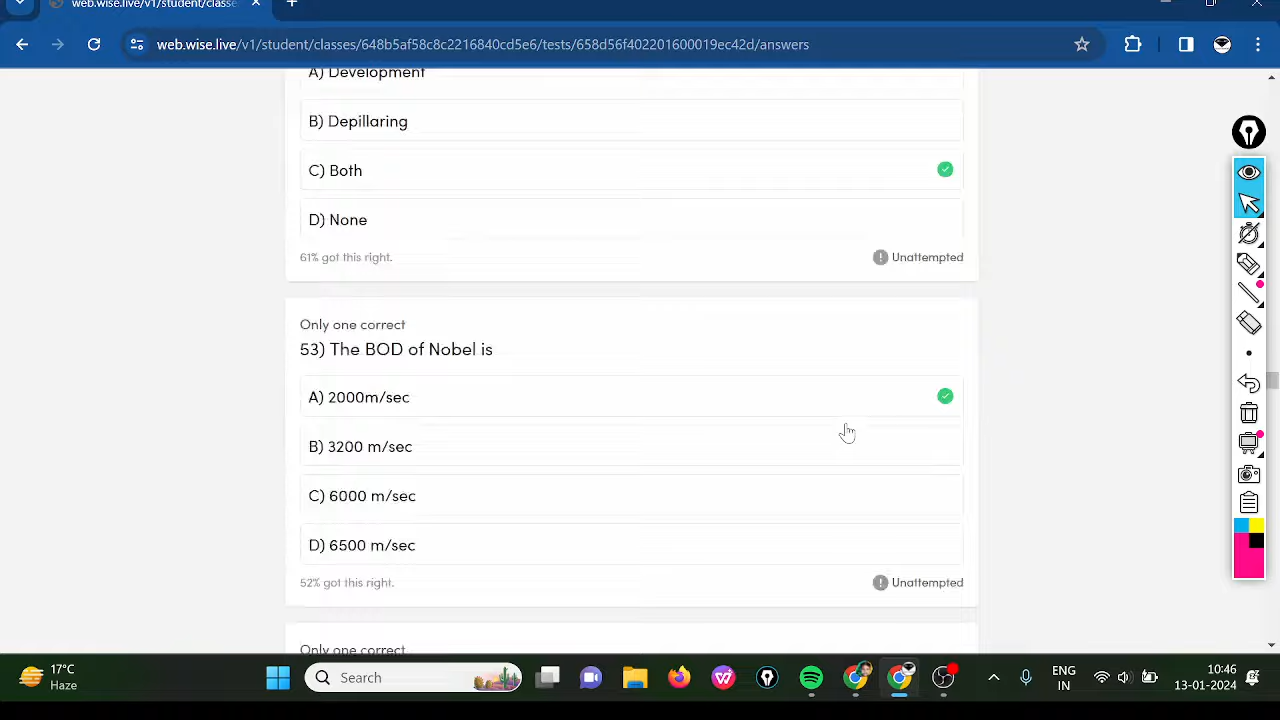 web.wise.live/v1/student/classe
web.wise.live/v1/student/classes/648b5af58c8c2216840cd5e6/tests/658d56f402201600019ec42d/answers
A) Development
B) Depillaring
C) Both
D) None
61% got this right.
Unattempted
Only one correct
53) The BOD of Nobel is
A) 2000m/sec
B) 3200 m/sec
C) 6000 m/sec
D) 6500 m/sec
52% got this right.
Unattempted
Only one correct
17°C
Haze
Search
ENG
IN
10:46
13-01-2024